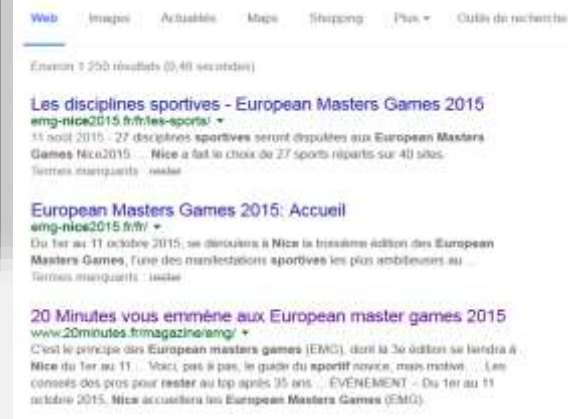 Web Images Actualités Maps Shopping Plus Outils de recherche
Environ 1 250 résultats (0,48 secondes)
Les disciplines sportives - European Masters Games 2015
emg-nice2015.fr/fr/les-sports/
11 août 2015 - 27 disciplines sportives seront disputées aux European Masters
Games Nice2015. ... Nice a fait le choix de 27 sports répartis sur 40 sites.
Termes manquants : rester
European Masters Games 2015: Accueil
emg-nice2015.fr/fr/
Du 1er au 11 octobre 2015, se déroulera à Nice la troisième édition des European
Masters Games, l'une des manifestations sportives les plus ambitieuses au ...
Termes manquants : rester
20 Minutes vous emmène aux European master games 2015
www.20minutes.fr/magazine/emg/
C'est le principe des European masters games (EMG), dont la 3e édition se tiendra à
Nice du 1er au 11 ... Voici, pas à pas, le guide du sportif novice, mais motivé. ... Les
conseils des pros pour rester au top après 35 ans ... ÉVÉNEMENT - Du 1er au 11
octobre 2015, Nice accueillera les European Masters Games (EMG).